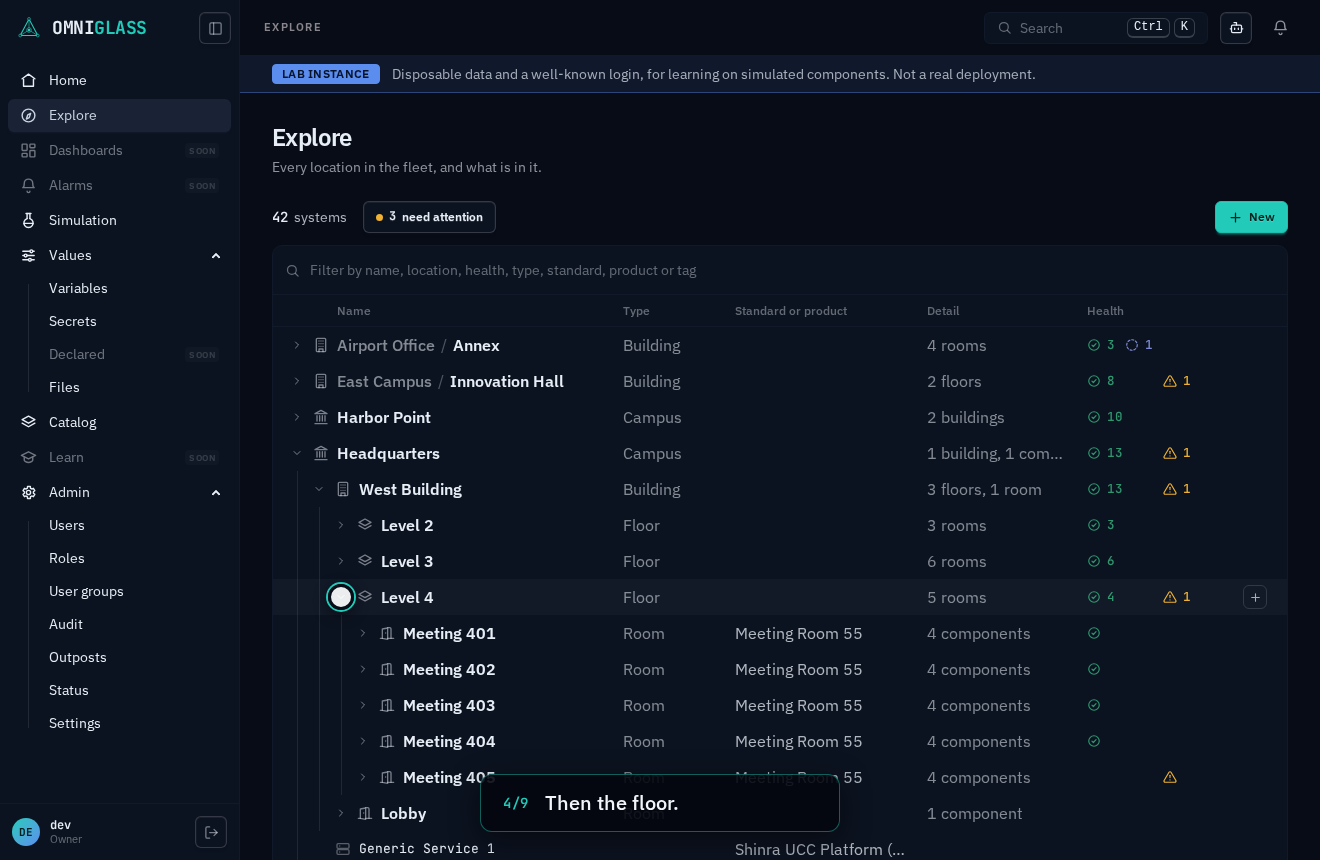 OMNIGLASS
EXPLORE
Search
Ctrl K
LAB INSTANCE Disposable data and a well-known login, for learning on simulated components. Not a real deployment.
Home
Explore
Dashboards SOON
Alarms SOON
Simulation
Values
Variables
Secrets
Declared SOON
Files
Catalog
Learn SOON
Admin
Users
Roles
User groups
Audit
Outposts
Status
Settings
DE dev
Owner
Explore
Every location in the fleet, and what is in it.
42 systems 3 need attention
New
Filter by name, location, health, type, standard, product or tag
Name Type Standard or product Detail Health
Airport Office / Annex Building 4 rooms 3 1
East Campus / Innovation Hall Building 2 floors 8 1
Harbor Point Campus 2 buildings 10
Headquarters Campus 1 building, 1 com... 13 1
West Building Building 3 floors, 1 room 13 1
Level 2 Floor 3 rooms 3
Level 3 Floor 6 rooms 6
Level 4 Floor 5 rooms 4 1
Meeting 401 Room Meeting Room 55 4 components
Meeting 402 Room Meeting Room 55 4 components
Meeting 403 Room Meeting Room 55 4 components
Meeting 404 Room Meeting Room 55 4 components
Meeting 405 Room Meeting Room 55 4 components
4/9 Then the floor.
Lobby Room 1 component
Generic Service 1 Shinra UCC Platform (...